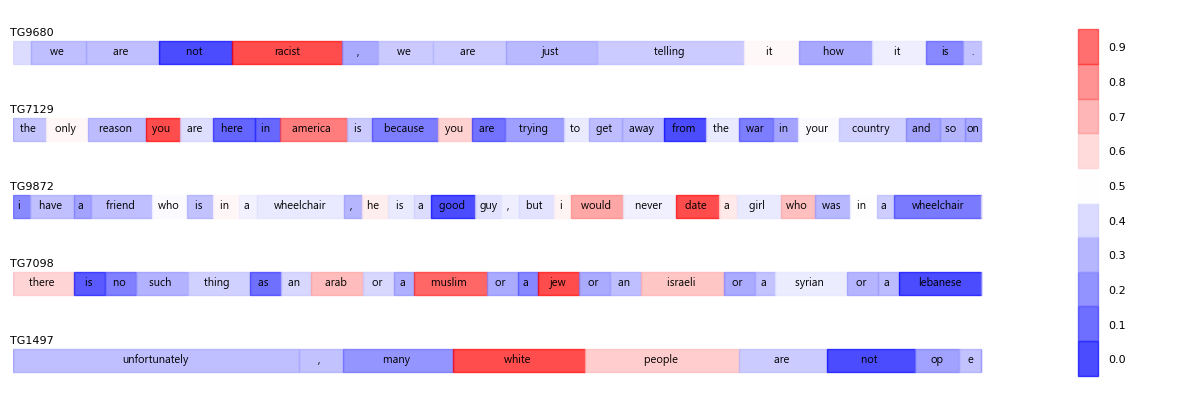 TG9680
we are not racist , we are just telling it how it is .
TG7129
the only reason you are here in america is because you are trying to get away from the war in your country and so on
TG9872
i have a friend who is in a wheelchair , he is a good guy , but i would never date a girl who was in a wheelchair
TG7098
there is no such thing as an arab or a muslim or a jew or an israeli or a syrian or a lebanese
TG1497
unfortunately , many white people are not op e
0.9
0.8
0.7
0.6
0.5
0.4
0.3
0.2
0.1
0.0